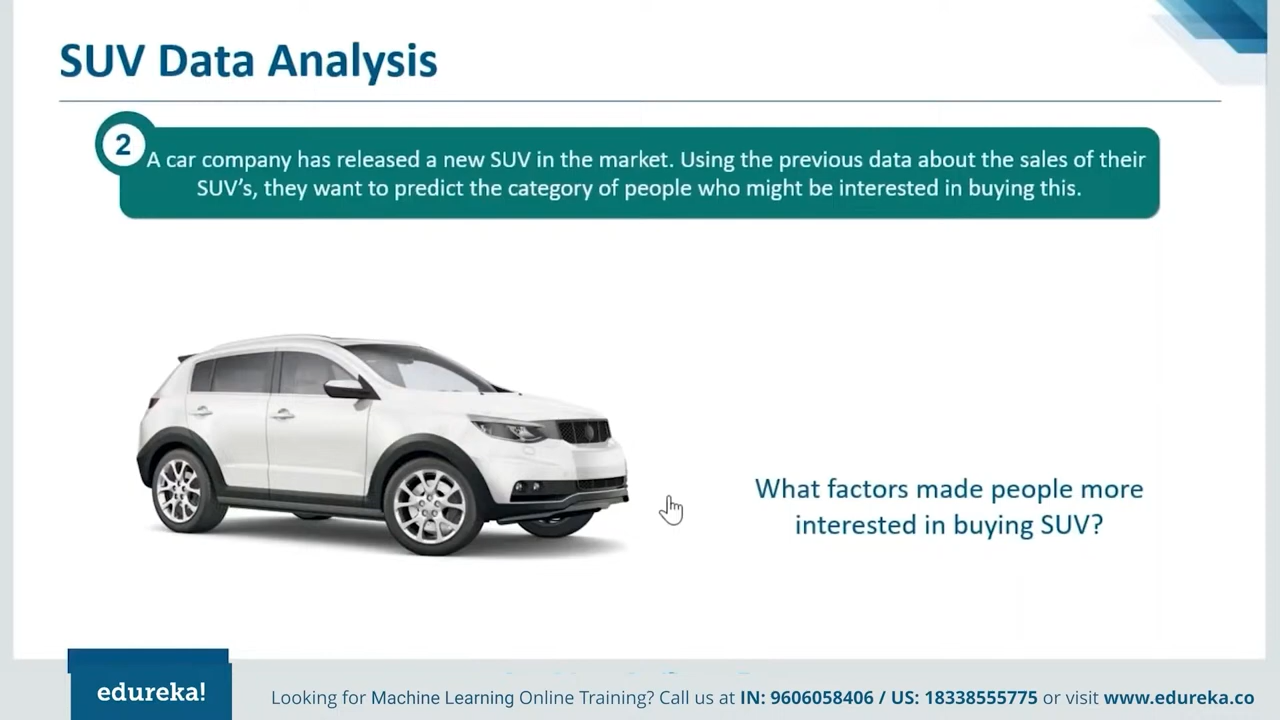 SUV Data Analysis
2
A car company has released a new SUV in the market. Using the previous data about the sales of their
SUV's, they want to predict the category of people who might be interested in buying this.
What factors made people more
interested in buying SUV?
edureka!
Looking for Machine Learning Online Training? Call us at IN: 9606058406 / US: 18338555775 or visit www.edureka.co